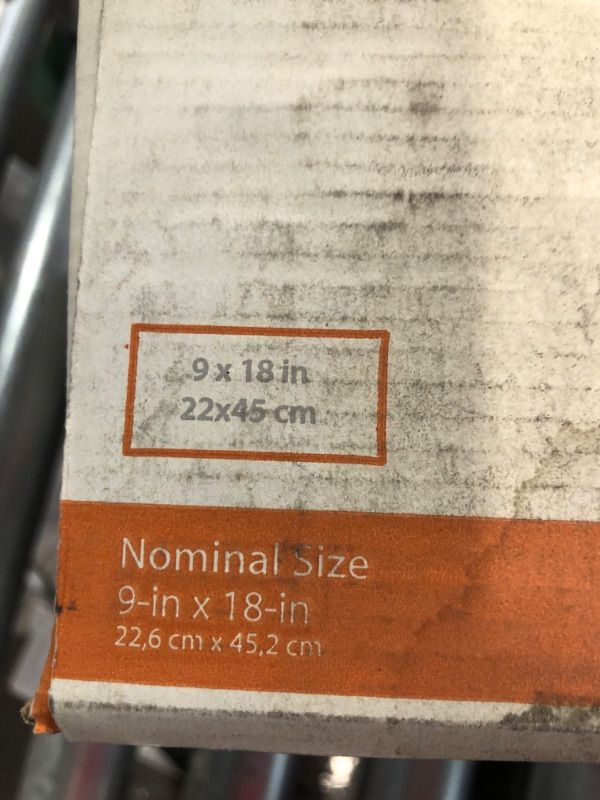 9 x 18 in
22x45 cm
Nominal Size
9-in x 18-in
22,6 cm x 45,2 cm